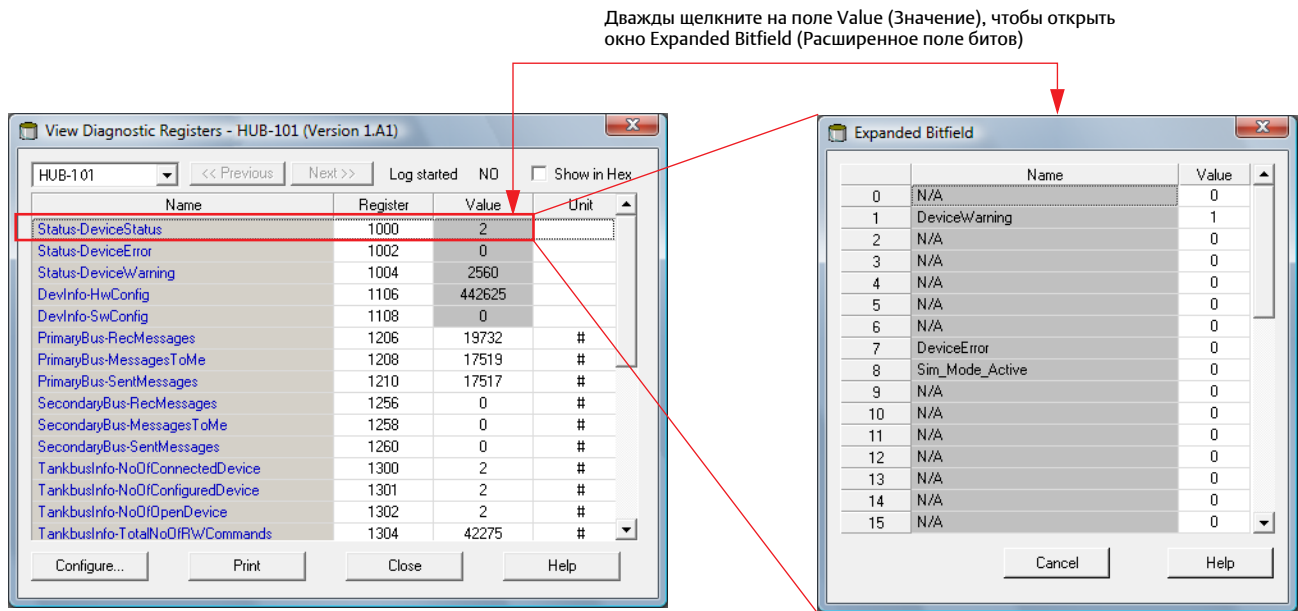 Дважды щелкните на поле Value (Значение), чтобы открыть
окно Expanded Bitfield (Расширенное поле битов)
View Diagnostic Registers - HUB-101 (Version 1.A1)
HUB-101 << Previous Next >> Log started NO Show in Hex
Name Register Value Unit
Status-DeviceStatus 1000 2
Status-DeviceError 1002 0
Status-DeviceWarning 1004 2560
DevInfo-HwConfig 1106 442625
DevInfo-SwConfig 1108 0
PrimaryBus-RecMessages 1206 19732 #
PrimaryBus-MessagesToMe 1208 17519 #
PrimaryBus-SentMessages 1210 17517 #
SecondaryBus-RecMessages 1256 0 #
SecondaryBus-MessagesToMe 1258 0 #
SecondaryBus-SentMessages 1260 0 #
TankbusInfo-NoOfConnectedDevice 1300 2 #
TankbusInfo-NoOfConfiguredDevice 1301 2 #
TankbusInfo-NoOfOpenDevice 1302 2 #
TankbusInfo-TotalNoOfRWCommands 1304 42275 #
Configure... Print Close Help
Expanded Bitfield
Name Value
0 N/A 0
1 DeviceWarning 1
2 N/A 0
3 N/A 0
4 N/A 0
5 N/A 0
6 N/A 0
7 DeviceError 0
8 Sim_Mode_Active 0
9 N/A 0
10 N/A 0
11 N/A 0
12 N/A 0
13 N/A 0
14 N/A 0
15 N/A 0
Cancel Help